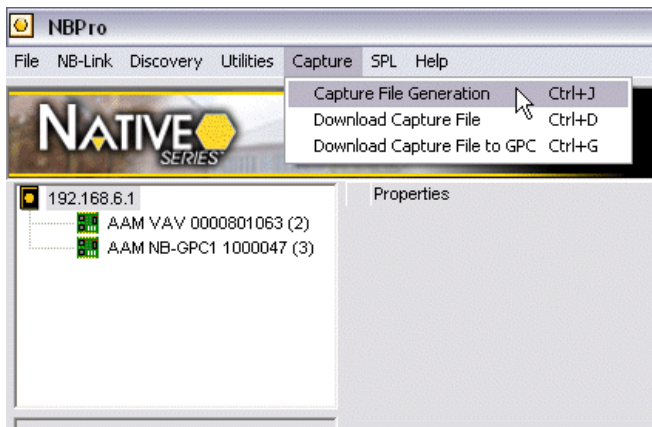 NBPro
File NB-Link Discovery Utilities Capture SPL Help
Capture File Generation Ctrl+J
Download Capture File Ctrl+D
Download Capture File to GPC Ctrl+G
NATIVE
SERIES
192.168.6.1
Properties
AAM VAV 0000801063 (2)
AAM NB-GPC1 1000047 (3)